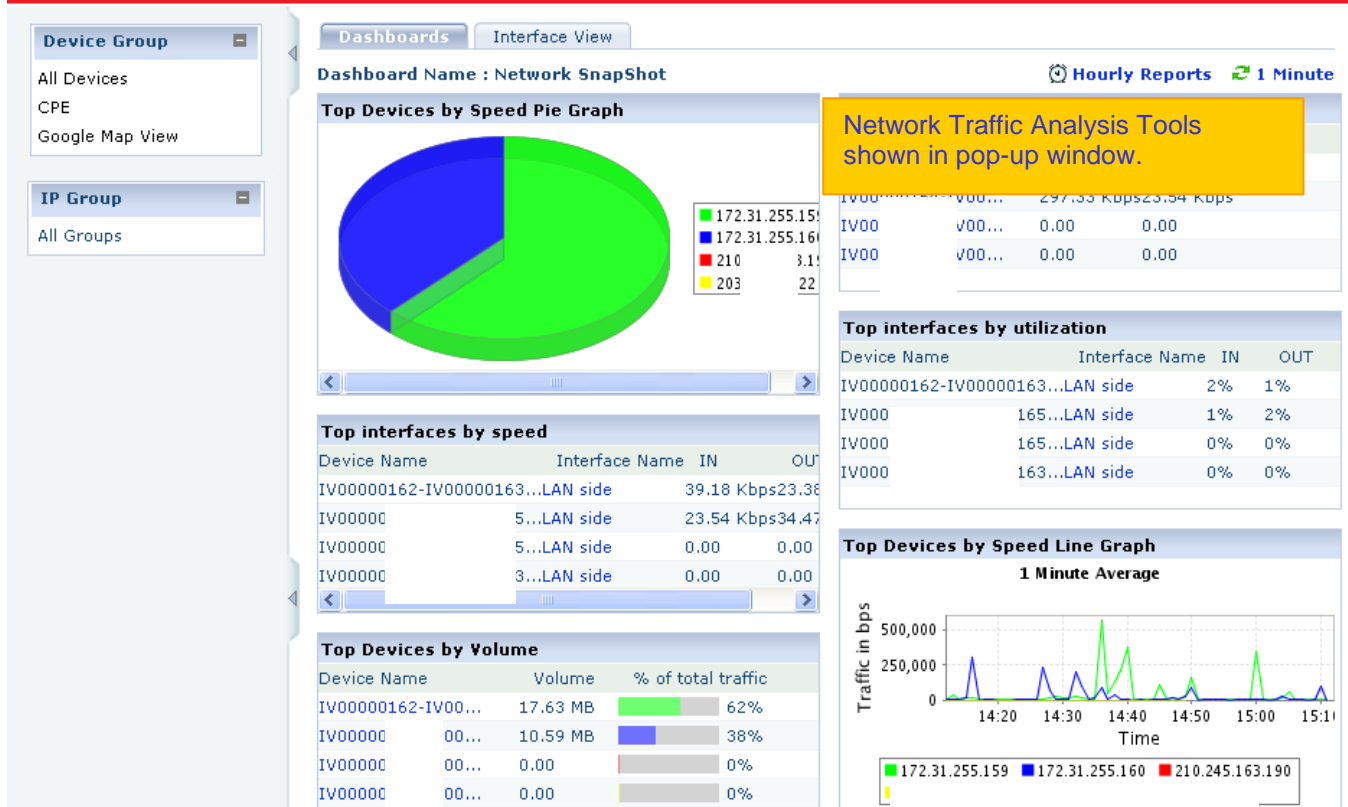 Device Group
All Devices
CPE
Google Map View
IP Group
All Groups
Dashboards Interface View
Dashboard Name : Network SnapShot
Hourly Reports 1 Minute
Top Devices by Speed Pie Graph
172.31.255.159
172.31.255.160
210 3.19
203 22
Top interfaces by speed
Device Name Interface Name IN OUT
IV00000162-IV00000163...LAN side 39.18 Kbps23.38
IV00000 5...LAN side 23.54 Kbps34.47
IV00000 5...LAN side 0.00 0.00
IV00000 3...LAN side 0.00 0.00
Top Devices by Volume
Device Name Volume % of total traffic
IV00000162-IV00... 17.63 MB 62%
IV00000 00... 10.59 MB 38%
IV00000 00... 0.00 0%
IV00000 00... 0.00 0%
Network Traffic Analysis Tools
shown in pop-up window.
297.33 Kbps23.54 Kbps
IV00 V00... 0.00 0.00
IV00 V00... 0.00 0.00
Top interfaces by utilization
Device Name Interface Name IN OUT
IV00000162-IV00000163...LAN side 2% 1%
IV000 165...LAN side 1% 2%
IV000 165...LAN side 0% 0%
IV000 163...LAN side 0% 0%
Top Devices by Speed Line Graph
1 Minute Average
Traffic in bps
500,000
250,000
0
14:20 14:30 14:40 14:50 15:00 15:10
Time
172.31.255.159 172.31.255.160 210.245.163.190